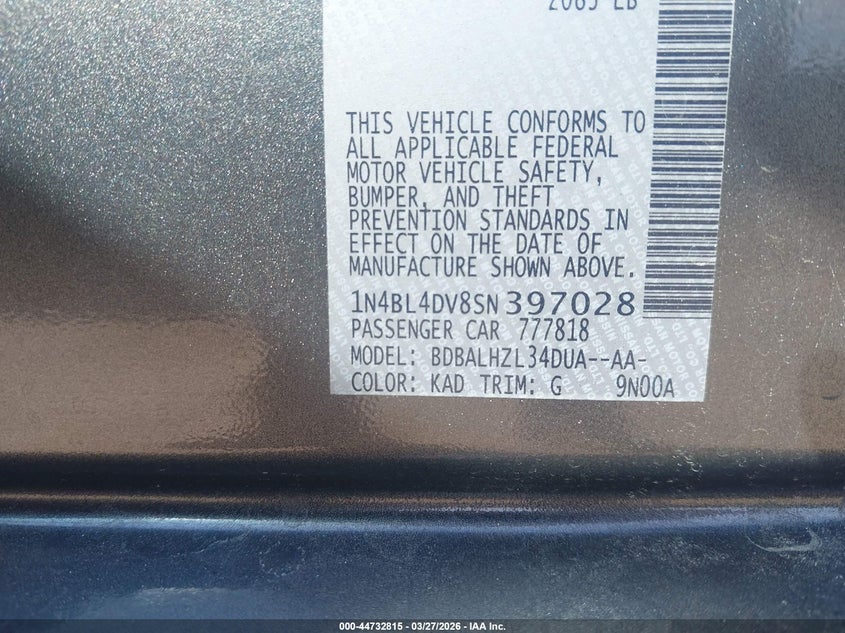 2085 LB
THIS VEHICLE CONFORMS TO
ALL APPLICABLE FEDERAL
MOTOR VEHICLE SAFETY,
BUMPER, AND THEFT
PREVENTION STANDARDS IN
EFFECT ON THE DATE OF
MANUFACTURE SHOWN ABOVE.
1N4BL4DV8SN397028
PASSENGER CAR 777818
MODEL: BDBALHZL34DUA--AA-
COLOR: KAD TRIM: G 9N00A
000-44732815 - 03/27/2026 - IAA Inc.